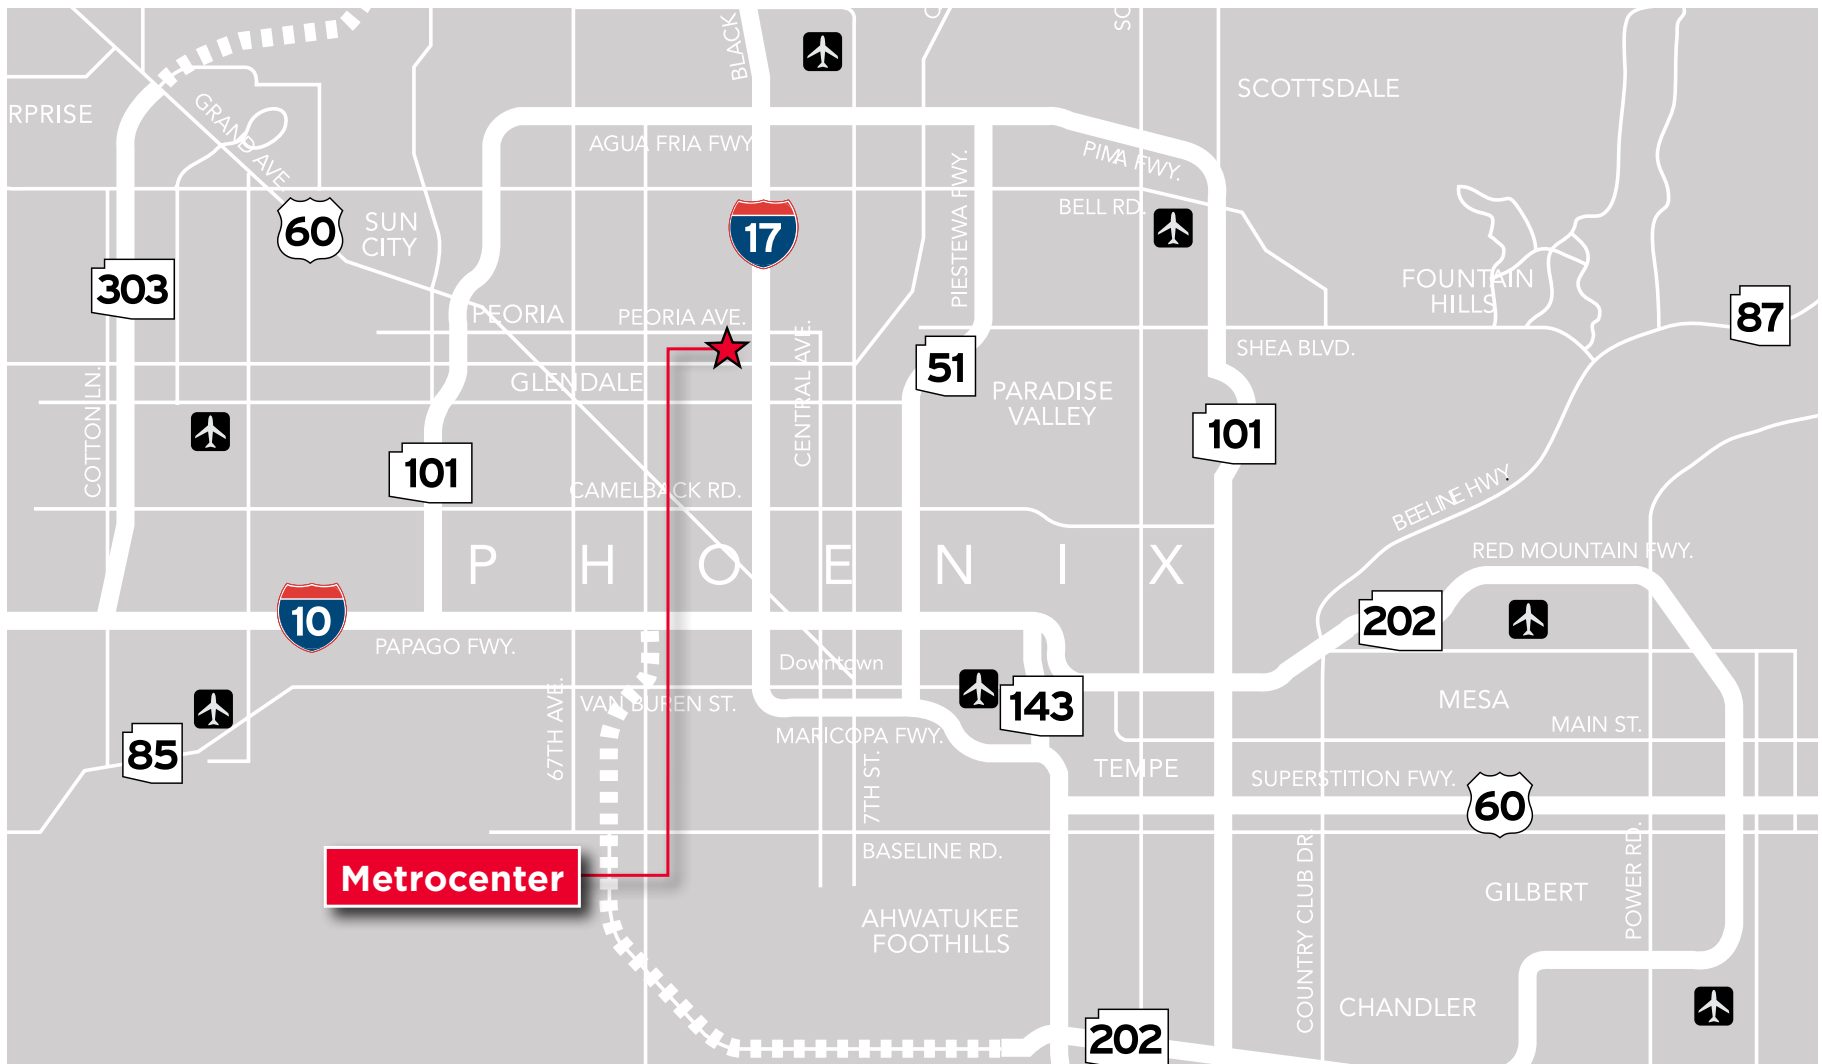 BLACK
SCOTTSDALE
RPRISE
GRAND AVE.
AGUA FRIA FWY
PIMA FWY.
PIESTEWA FWY.
BELL RD.
SUN
CITY
60
17
303
FOUNTAIN
HILLS
87
PEORIA
PEORIA AVE.
CENTRAL AVE.
SHEA BLVD.
51
GLENDALE
PARADISE
VALLEY
COTTON LN.
101
101
CAMELBACK RD.
BEELINE HWY.
PHOENIX
RED MOUNTAIN FWY.
10
202
PAPAGO FWY.
Downtown
67TH AVE.
VAN BUREN ST.
143
MESA
MAIN ST.
MARICOPA FWY.
85
7TH ST.
TEMPE
SUPERSTITION FWY.
60
BASELINE RD.
Metrocenter
COUNTRY CLUB DR.
POWER RD.
GILBERT
AHWATUKEE
FOOTHILLS
CHANDLER
202